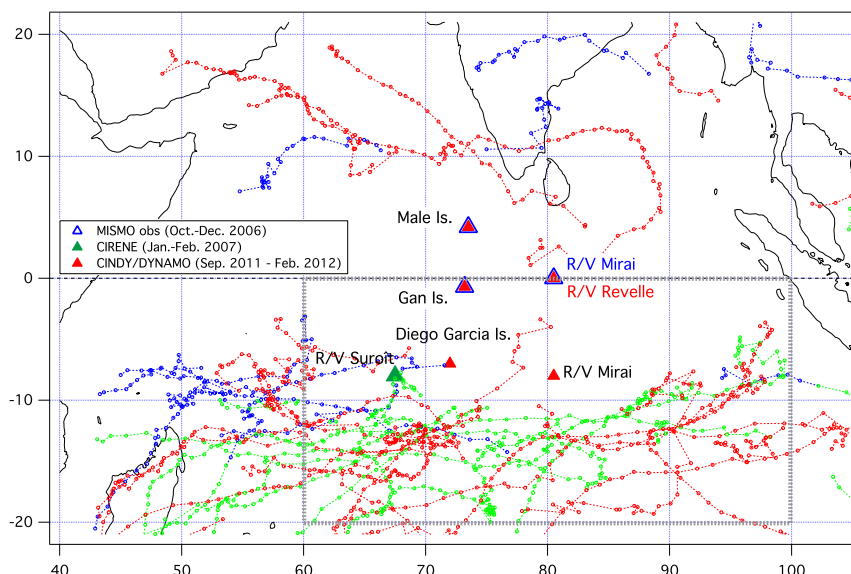 20
10
0
-10
-20
Male Is.
MISMO obs (Oct.-Dec. 2006)
CIRENE (Jan.-Feb. 2007)
CINDY/DYNAMO (Sep. 2011 - Feb. 2012)
R/V Mirai
R/V Revelle
Gan Is.
Diego Garcia Is.
R/V Suroit
R/V Mirai
40 50 60 70 80 90 100